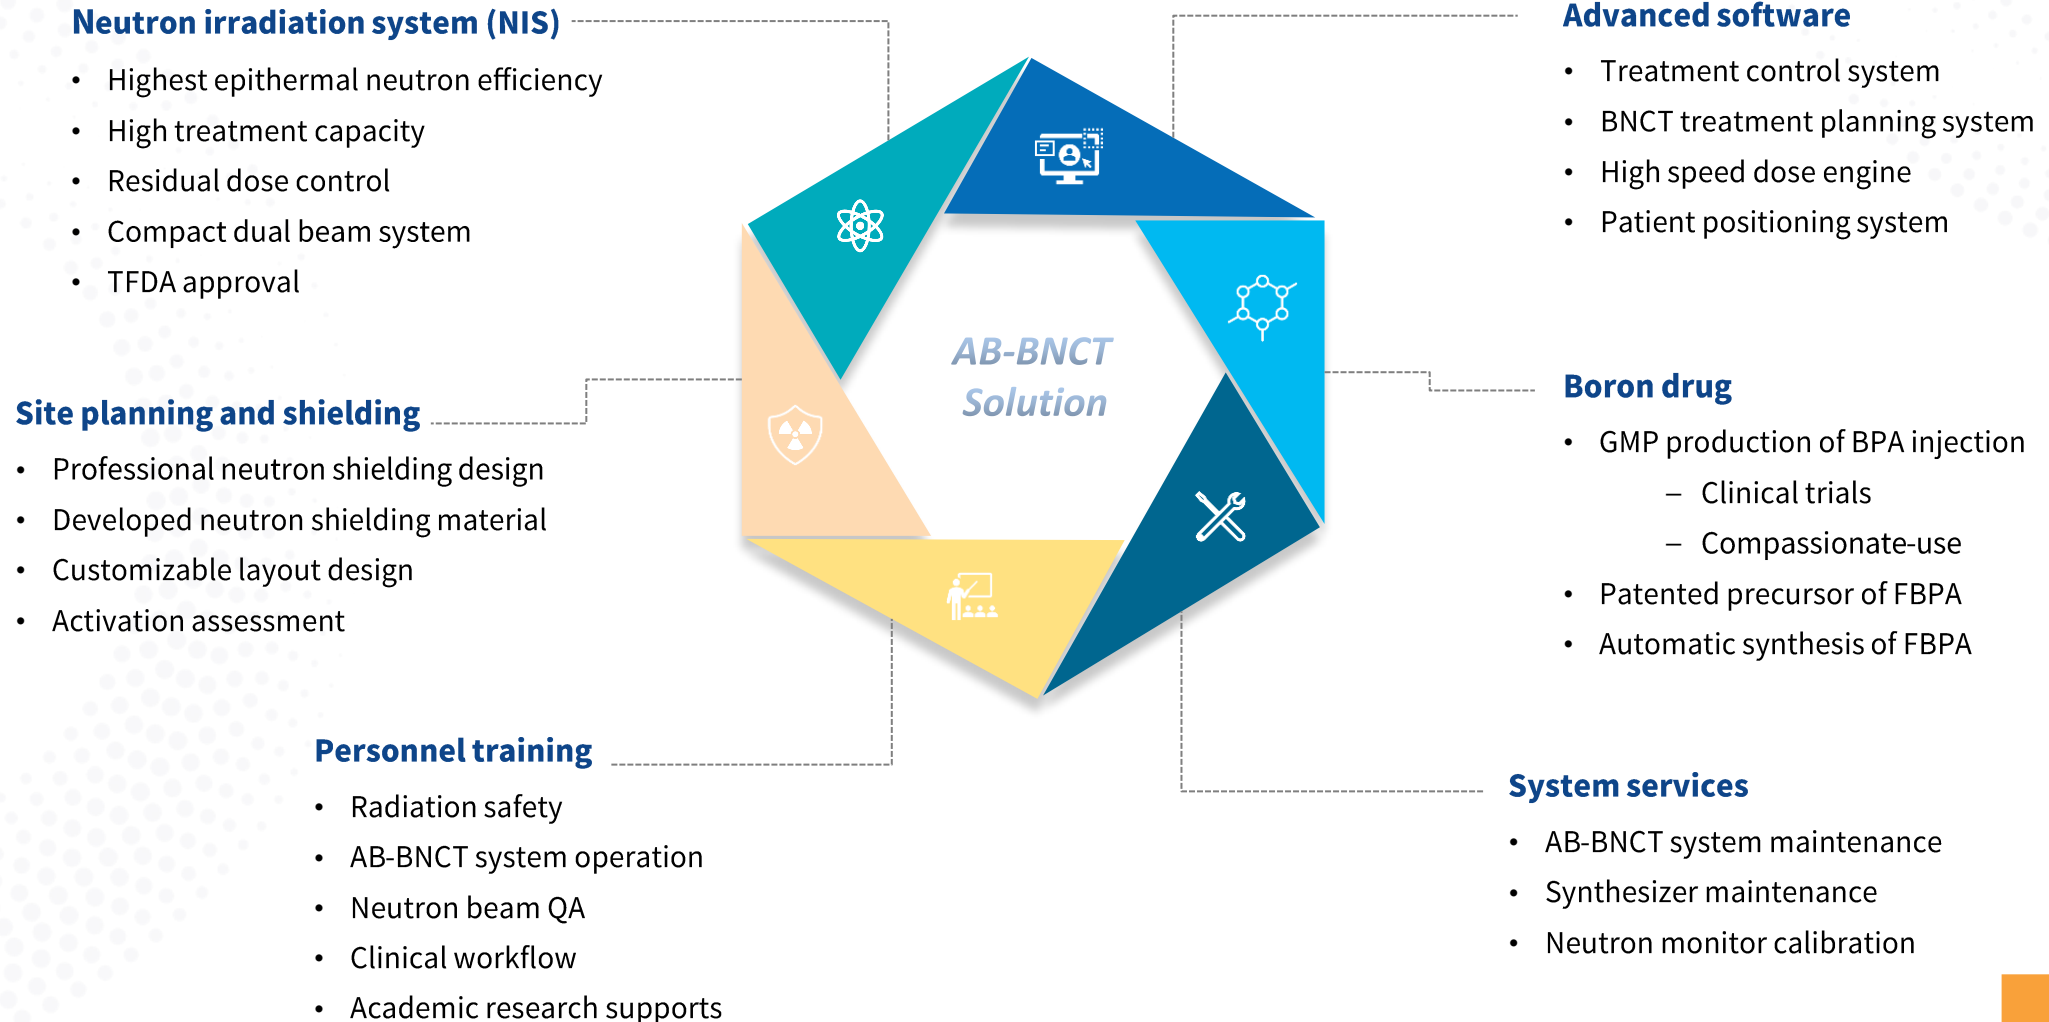 Neutron irradiation system (NIS)
• Highest epithermal neutron efficiency
• High treatment capacity
• Residual dose control
• Compact dual beam system
• TFDA approval
Site planning and shielding
• Professional neutron shielding design
• Developed neutron shielding material
• Customizable layout design
• Activation assessment
Personnel training
• Radiation safety
• AB-BNCT system operation
• Neutron beam QA
• Clinical workflow
• Academic research supports
AB-BNCT
Solution
Advanced software
• Treatment control system
• BNCT treatment planning system
• High speed dose engine
• Patient positioning system
Boron drug
• GMP production of BPA injection
– Clinical trials
– Compassionate-use
• Patented precursor of FBPA
• Automatic synthesis of FBPA
System services
• AB-BNCT system maintenance
• Synthesizer maintenance
• Neutron monitor calibration